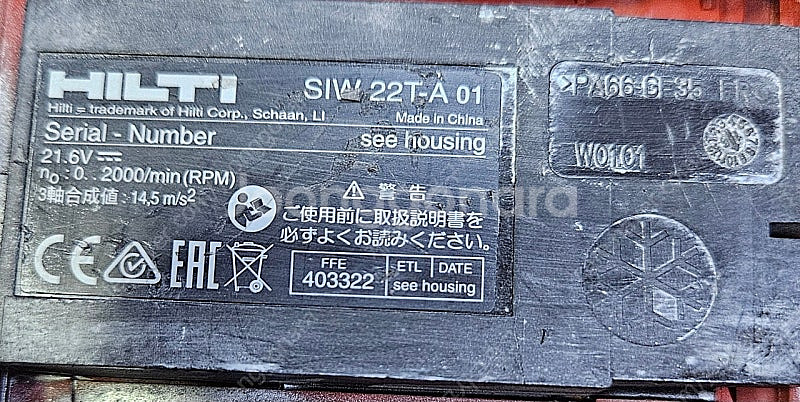 HILTI SIW 22T-A 01
Hilti = trademark of Hilti Corp., Schaan, LI Made in China
Serial - Number see housing
21.6V
n₀ : 0.. 2000/min (RPM)
3軸合成値 : 14,5 m/s²
⚠ 警告
ご使用前に取扱説明書を
必ずよくお読みください。
CE EAC
FFE ETL DATE
403322 see housing
>PA66-G-35
W0101